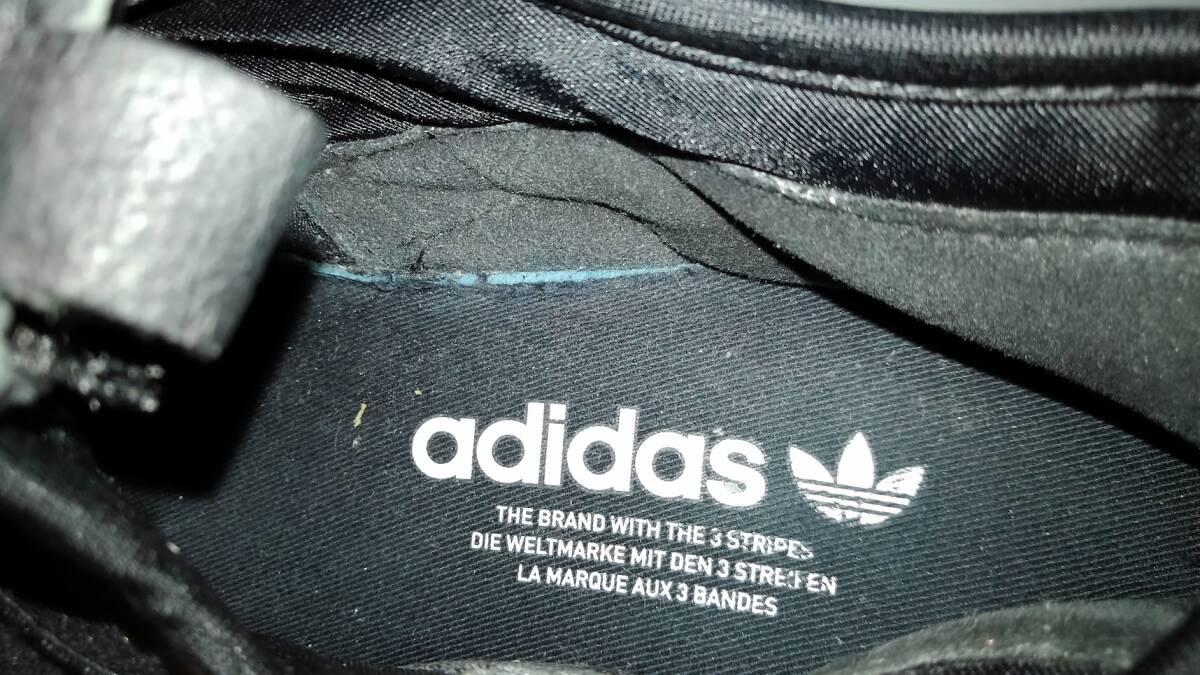 adidas
THE BRAND WITH THE 3 STRIPES
DIE WELTMARKE MIT DEN 3 STREIFEN
LA MARQUE AUX 3 BANDES